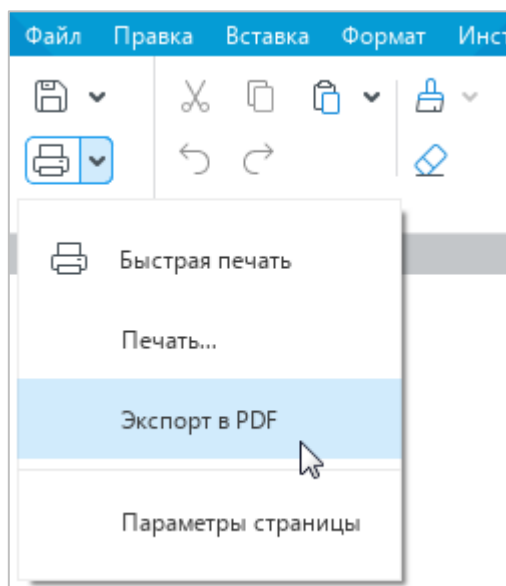 Файл Правка Вставка Формат Инст
Быстрая печать
Печать...
Экспорт в PDF
Параметры страницы